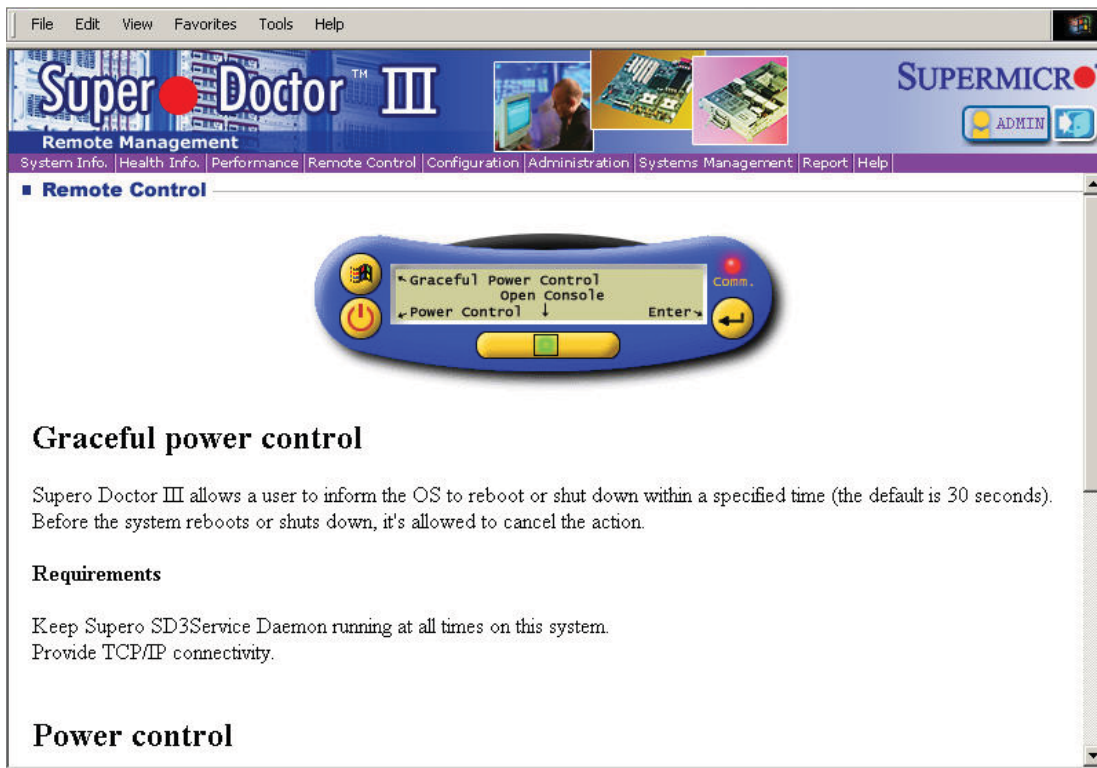 File Edit View Favorites Tools Help
Super Doctor™ III
SUPERMICR
ADMIN
Remote Management
System Info. Health Info. Performance Remote Control Configuration Administration Systems Management Report Help
Remote Control
Graceful Power Control
Comm.
Open Console
Power Control ↓ Enter
Graceful power control
Supero Doctor III allows a user to inform the OS to reboot or shut down within a specified time (the default is 30 seconds).
Before the system reboots or shuts down, it's allowed to cancel the action.
Requirements
Keep Supero SD3Service Daemon running at all times on this system.
Provide TCP/IP connectivity.
Power control